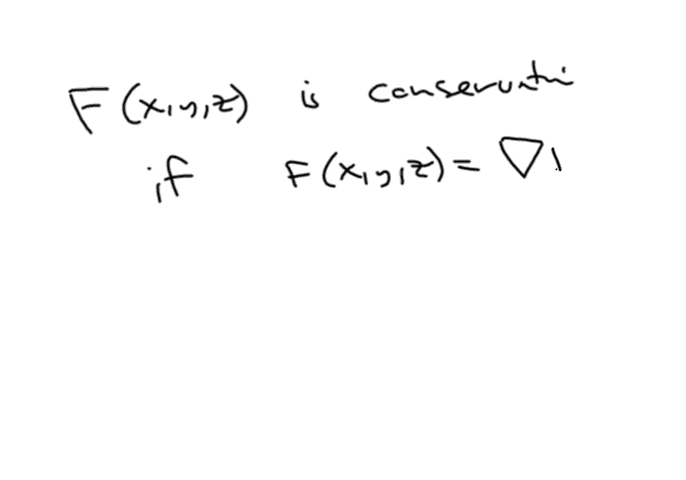 F(x,y,z) is conservati
if F(x,y,z) = ∇